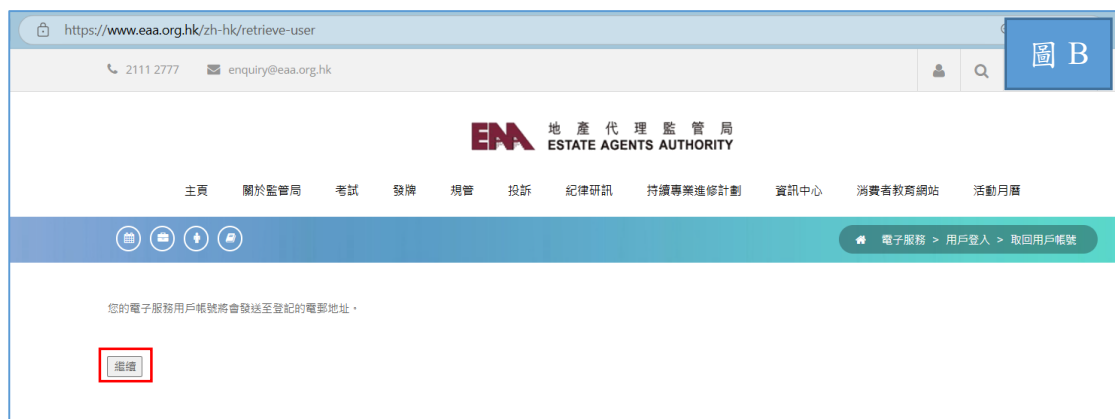 https://www.eaa.org.hk/zh-hk/retrieve-user
圖 B
2111 2777 enquiry@eaa.org.hk
EAA 地產代理監管局
ESTATE AGENTS AUTHORITY
主頁 關於監管局 考試 發牌 規管 投訴 紀律研訊 持續專業進修計劃 資訊中心 消費者教育網站 活動月曆
電子服務 > 用戶登入 > 取回用戶帳號
您的電子服務用戶帳號將會發送至登記的電郵地址。
繼續